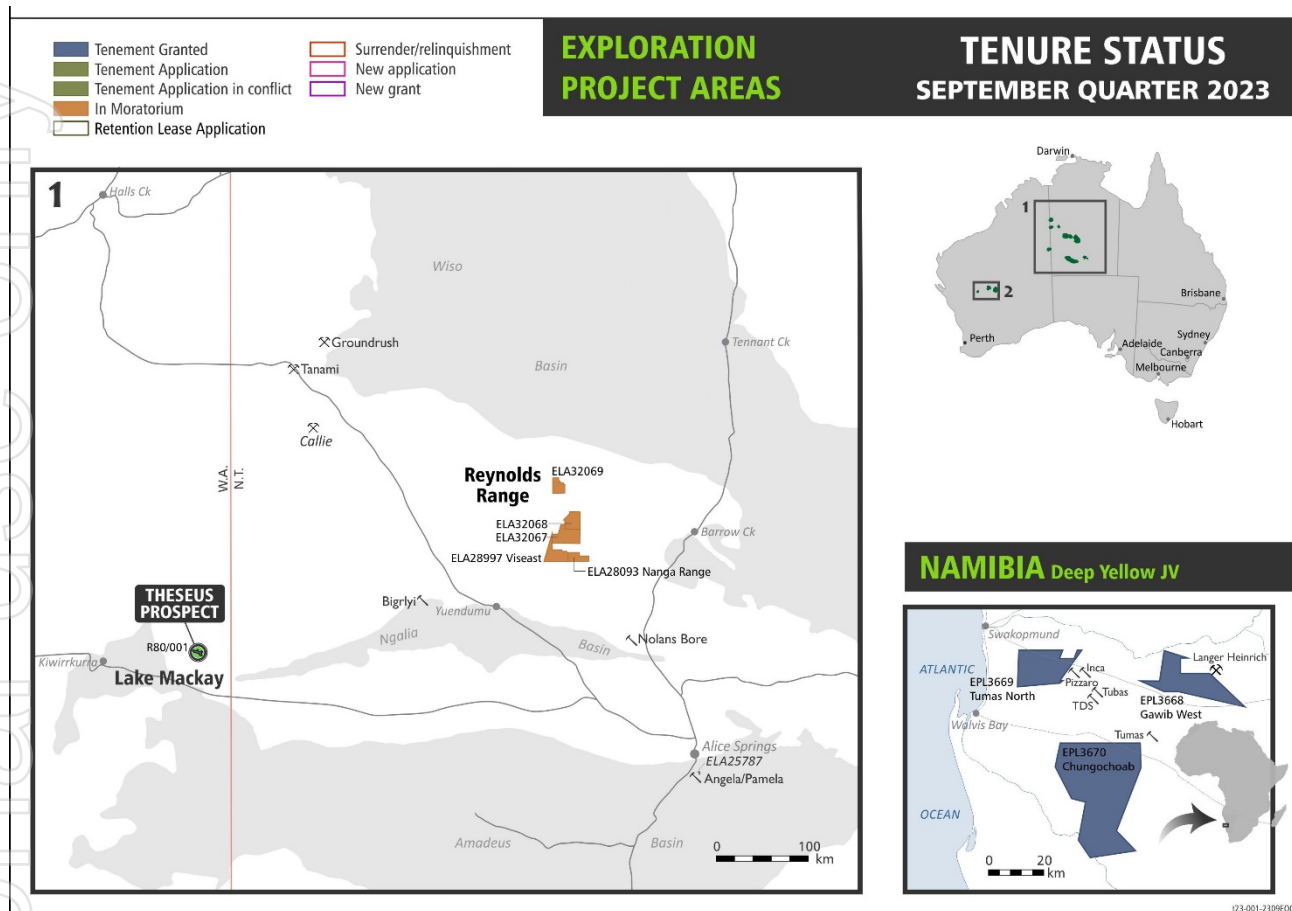 Tenement Granted
Tenement Application
Tenement Application in conflict
In Moratorium
Retention Lease Application
Surrender/relinquishment
New application
New grant
EXPLORATION
PROJECT AREAS
TENURE STATUS
SEPTEMBER QUARTER 2023
1
Halls Ck
Wiso
Groundrush
Tanami
Tennant Ck
Basin
Callie
W.A.
N.T.
Reynolds
Range
ELA32069
ELA32068
ELA32067
ELA28997 Viseast
ELA28093 Nanga Range
Barrow Ck
THESEUS
PROSPECT
R80/001
Kiwirrkurra
Lake Mackay
Bigrlyi
Yuendumu
Ngalia
Basin
Nolans Bore
Alice Springs
ELA25787
Angela/Pamela
Amadeus
Basin
0 100
km
Darwin
1
2
Brisbane
Perth
Adelaide
Sydney
Canberra
Melbourne
Hobart
NAMIBIA Deep Yellow JV
Swakopmund
ATLANTIC
EPL3669
Tumas North
Inca
Pizzaro
Tubas
TDS
Langer Heinrich
EPL3668
Gawib West
Walvis Bay
Tumas
EPL3670
Chungochoab
OCEAN
0 20
km